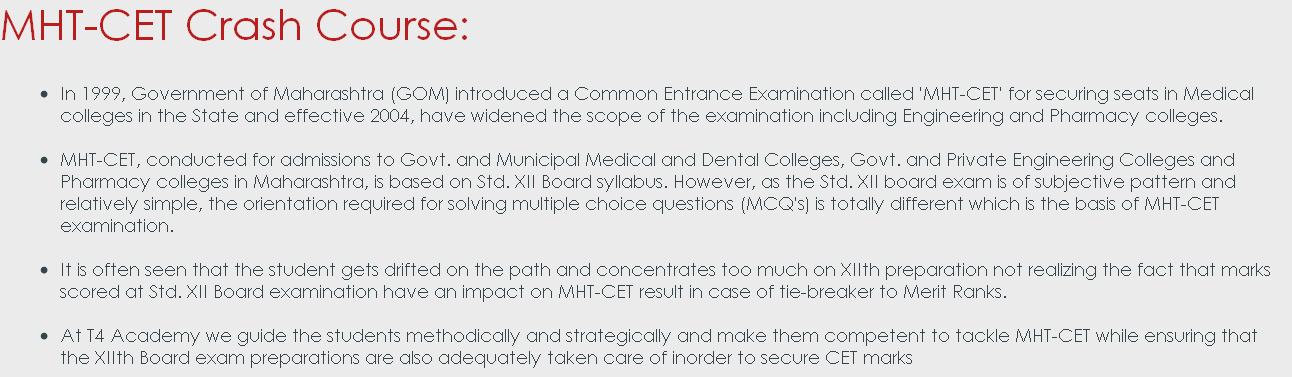 MHT-CET Crash Course:
In 1999, Government of Maharashtra (GOM) introduced a Common Entrance Examination called 'MHT-CET' for securing seats in Medical
colleges in the State and effective 2004, have widened the scope of the examination including Engineering and Pharmacy colleges.
MHT-CET, conducted for admissions to Govt. and Municipal Medical and Dental Colleges, Govt. and Private Engineering Colleges and
Pharmacy colleges in Maharashtra, is based on Std. XII Board syllabus. However, as the Std. XII board exam is of subjective pattern and
relatively simple, the orientation required for solving multiple choice questions (MCQ's) is totally different which is the basis of MHT-CET
examination.
It is often seen that the student gets drifted on the path and concentrates too much on XIIth preparation not realizing the fact that marks
scored at Std. XII Board examination have an impact on MHT-CET result in case of tie-breaker to Merit Ranks.
At T4 Academy we guide the students methodically and strategically and make them competent to tackle MHT-CET while ensuring that
the XIIth Board exam preparations are also adequately taken care of inorder to secure CET marks